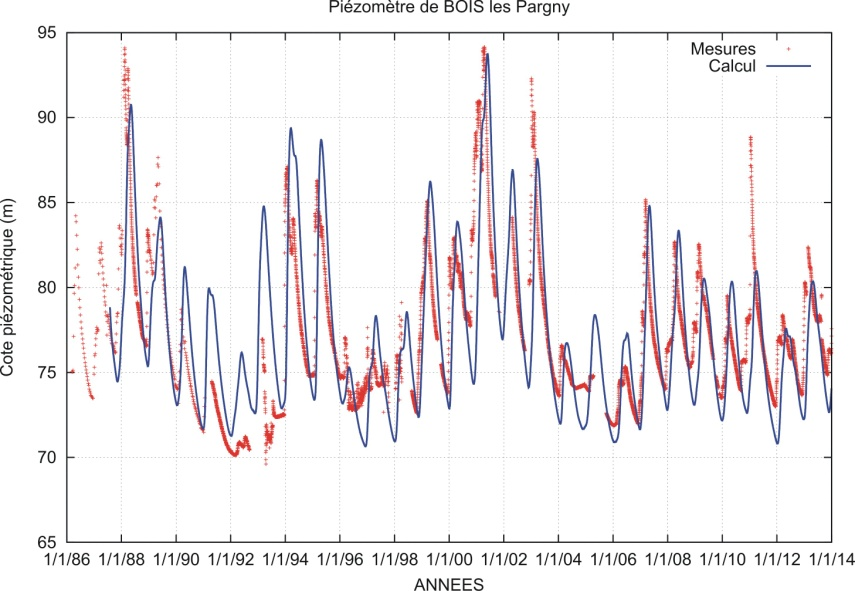 Piézomètre de BOIS les Pargny
Mesures
Calcul
95
90
85
80
75
70
65
Cote piézométrique (m)
1/1/86 1/1/88 1/1/90 1/1/92 1/1/94 1/1/96 1/1/98 1/1/00 1/1/02 1/1/04 1/1/06 1/1/08 1/1/10 1/1/12 1/1/14
ANNEES